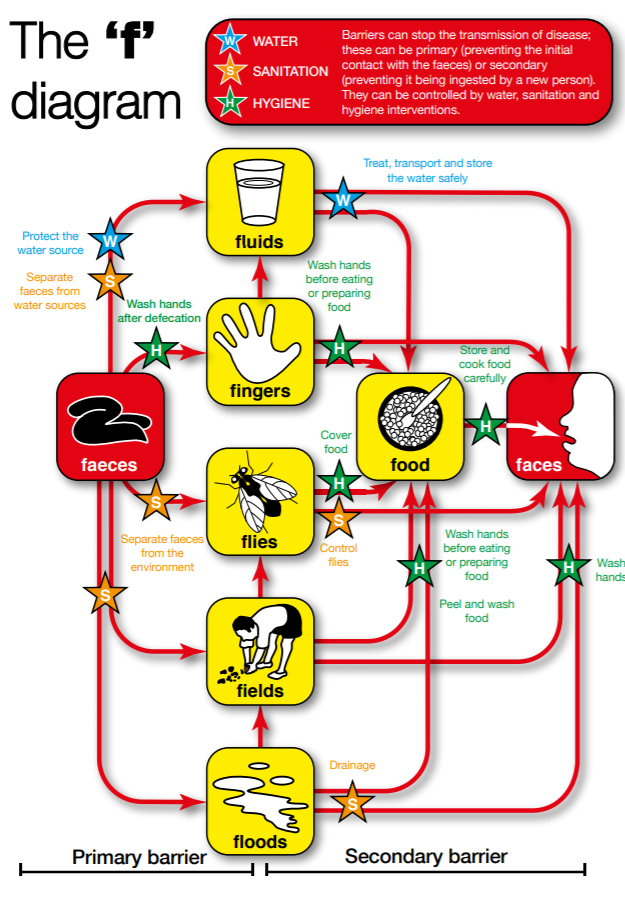 The ‘f’
diagram
W WATER
S SANITATION
H HYGIENE
Barriers can stop the transmission of disease;
these can be primary (preventing the initial
contact with the faeces) or secondary
(preventing it being ingested by a new person).
They can be controlled by water, sanitation and
hygiene interventions.
Treat, transport and store
the water safely
W
fluids
Protect the
water source
W
Separate
faeces from
water sources
S
Wash hands
after defecation
H
Wash hands
before eating
or preparing
food
H
fingers
Store and
cook food
carefully
H
faeces
food
faces
Cover
food
H
S
flies
S
Separate faeces
from the
environment
Control
flies
Wash hands
before eating
or preparing
food
H
Peel and wash
food
H
Wash
hands
S
fields
Drainage
S
floods
Primary barrier
Secondary barrier